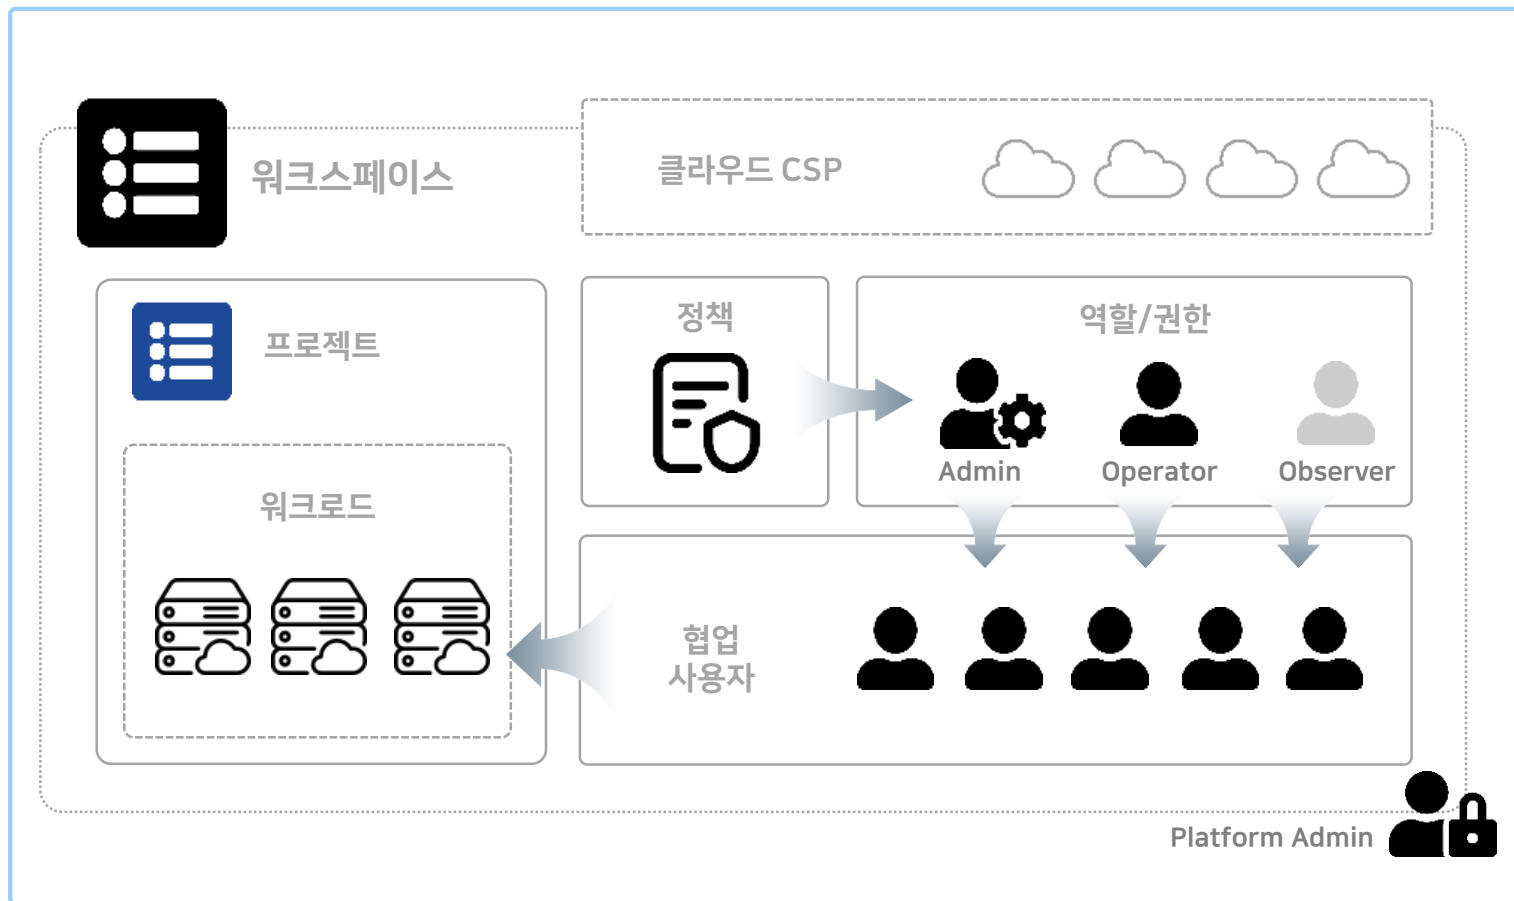 워크스페이스
클라우드 CSP
프로젝트
정책
역할/권한
Admin
Operator
Observer
워크로드
협업
사용자
Platform Admin